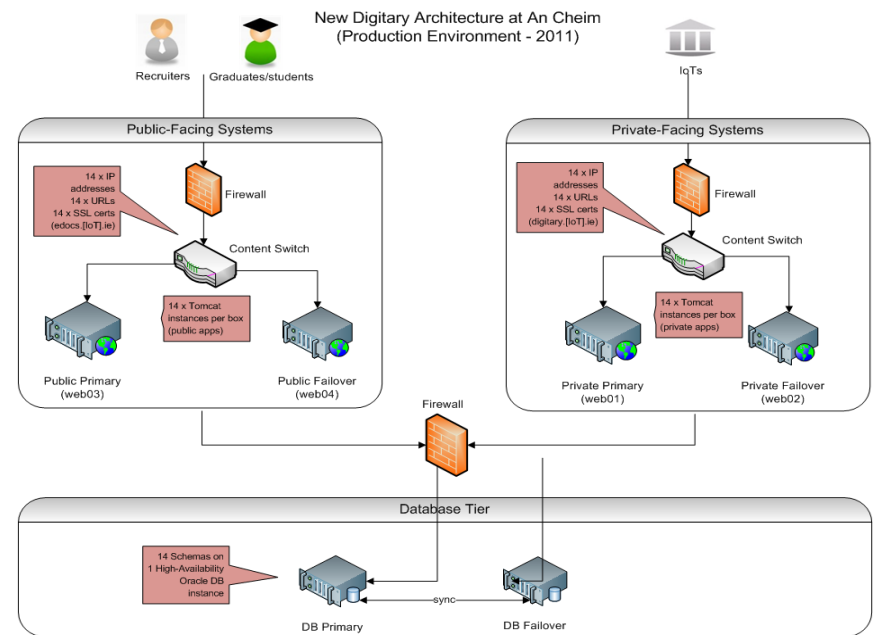 New Digitary Architecture at An Cheim
(Production Environment - 2011)
Recruiters
Graduates/students
IoTs
Public-Facing Systems
14 x IP
addresses
14 x URLs
14 x SSL certs
(edocs.[IoT].ie)
Firewall
Content Switch
14 x Tomcat
instances per box
(public apps)
Public Primary
(web03)
Public Failover
(web04)
Private-Facing Systems
14 x IP
addresses
14 x URLs
14 x SSL certs
(digitary.[IoT].ie)
Firewall
Content Switch
14 x Tomcat
instances per box
(private apps)
Private Primary
(web01)
Private Failover
(web02)
Firewall
Database Tier
14 Schemas on
1 High-Availability
Oracle DB
instance
sync
DB Primary
DB Failover